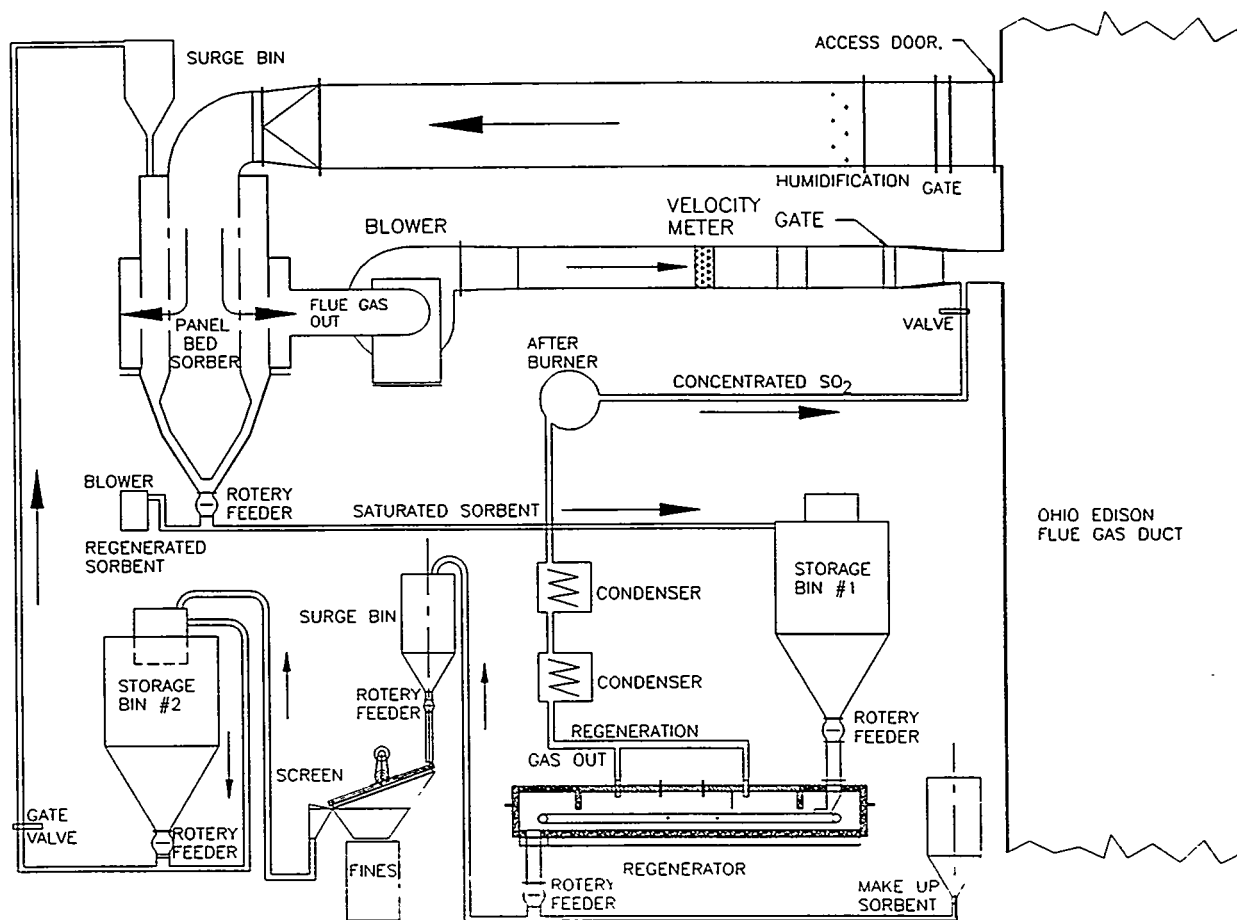 SURGE BIN
ACCESS DOOR.
HUMIDIFICATION
GATE
VELOCITY
METER
GATE
BLOWER
FLUE GAS
OUT
PANEL
BED
SORBER
VALVE
AFTER
BURNER
CONCENTRATED SO2
BLOWER
ROTERY
FEEDER
SATURATED SORBENT
REGENERATED
SORBENT
OHIO EDISON
FLUE GAS DUCT
STORAGE
BIN #1
CONDENSER
SURGE BIN
CONDENSER
STORAGE
BIN #2
ROTERY
FEEDER
REGENERATION
GAS OUT
ROTERY
FEEDER
SCREEN
GATE
VALVE
ROTERY
FEEDER
FINES
REGENERATOR
ROTERY
FEEDER
MAKE UP
SORBENT